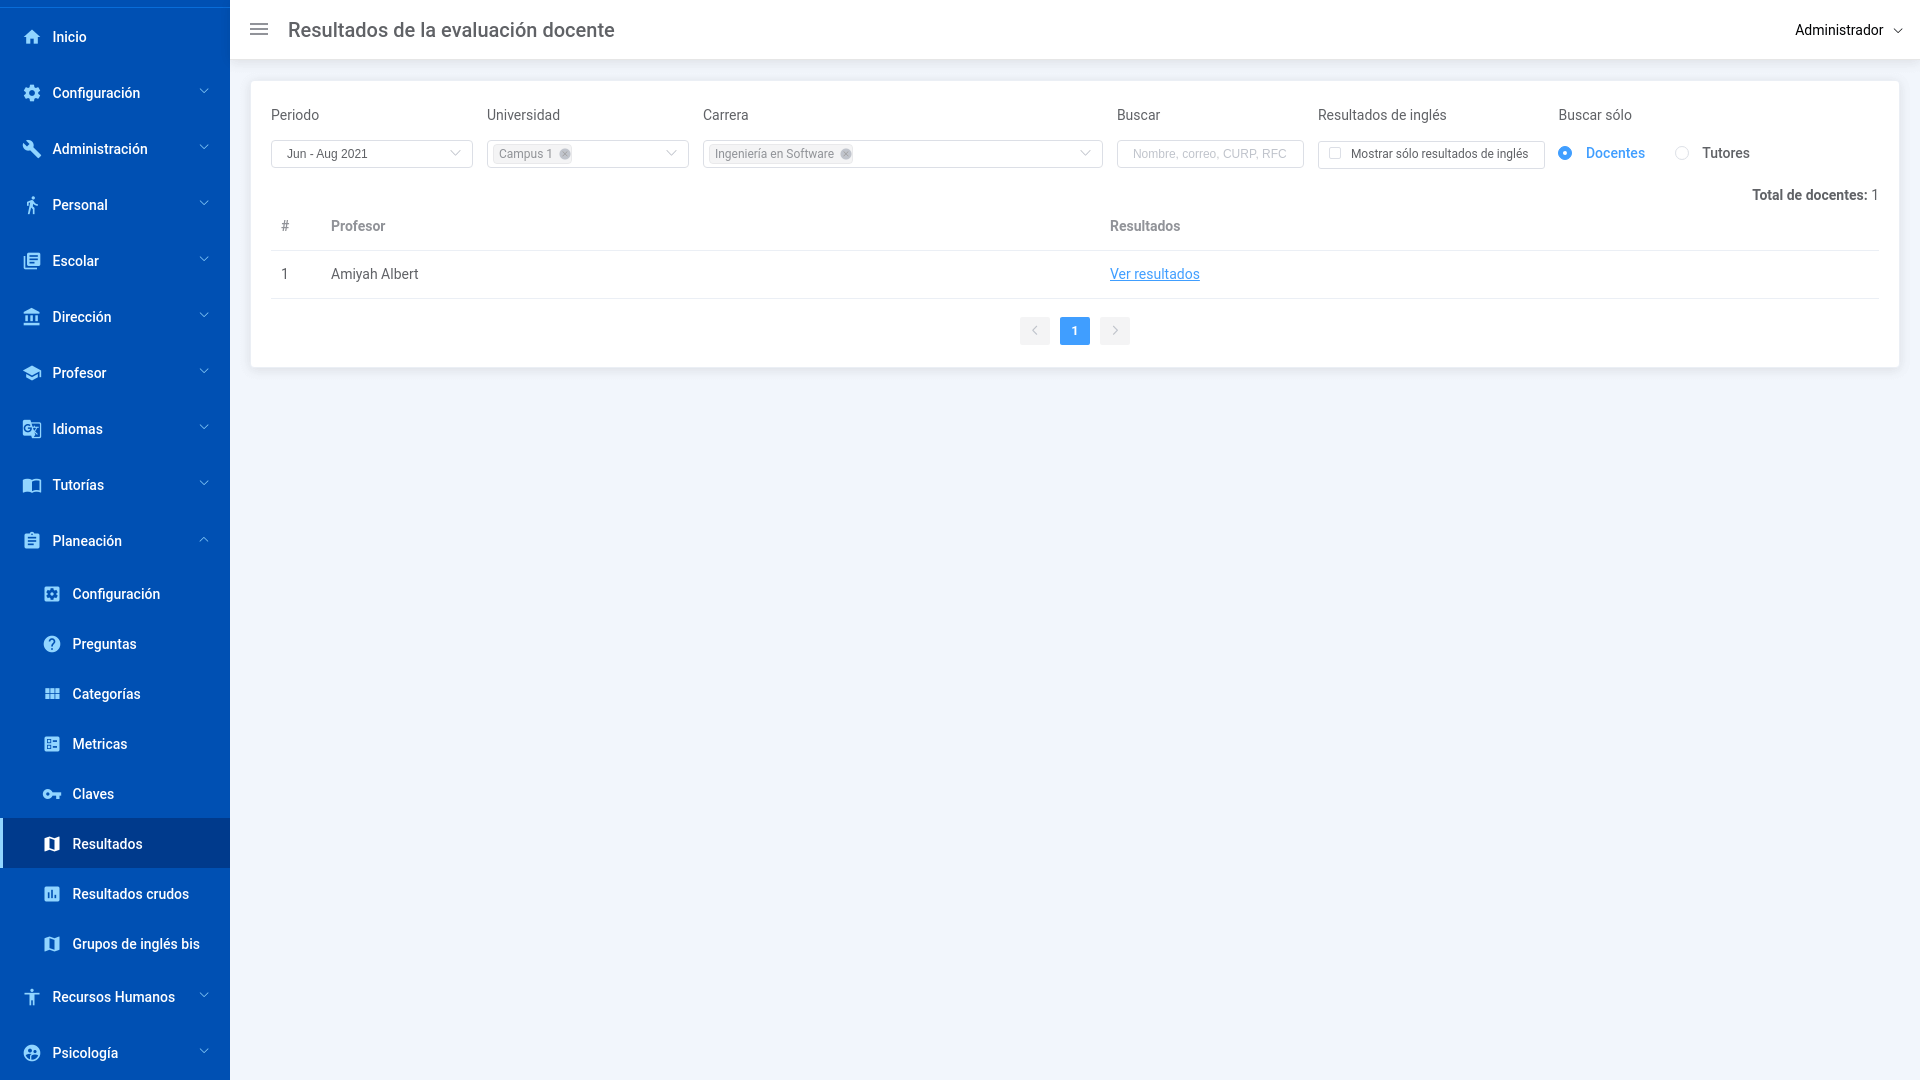 Inicio
Configuración
Administración
Personal
Escolar
Dirección
Profesor
Idiomas
Tutorías
Planeación
Configuración
Preguntas
Categorías
Metricas
Claves
Resultados
Resultados crudos
Grupos de inglés bis
Recursos Humanos
Psicología
Resultados de la evaluación docente
Administrador
Periodo Universidad Carrera Buscar Resultados de inglés Buscar sólo
Jun - Aug 2021 Campus 1 Ingeniería en Software Nombre, correo, CURP, RFC Mostrar sólo resultados de inglés Docentes Tutores
Total de docentes: 1
# Profesor Resultados
1 Amiyah Albert Ver resultados
1